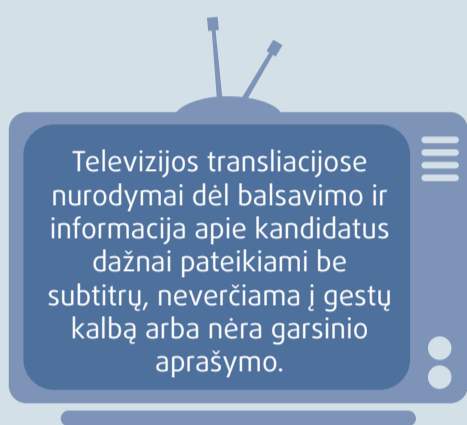 Televizijos transliacijose
nurodymai dėl balsavimo ir
informacija apie kandidatus
dažnai pateikiami be
subtitrų, neverčiama į gestų
kalbą arba nėra garsinio
aprašymo.